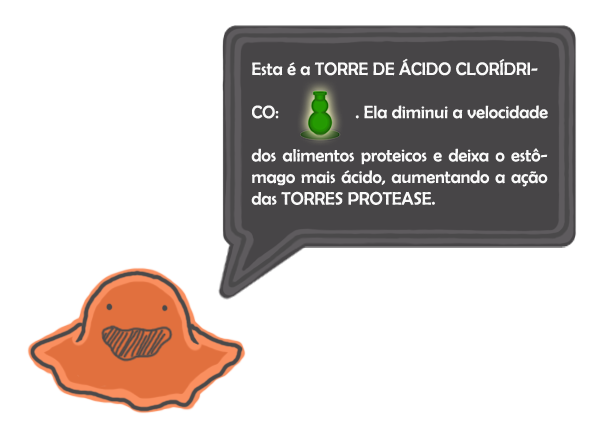 Esta é a TORRE DE ÁCIDO CLORÍDRI-
CO: . Ela diminui a velocidade
dos alimentos proteicos e deixa o estô-
mago mais ácido, aumentando a ação
das TORRES PROTEASE.